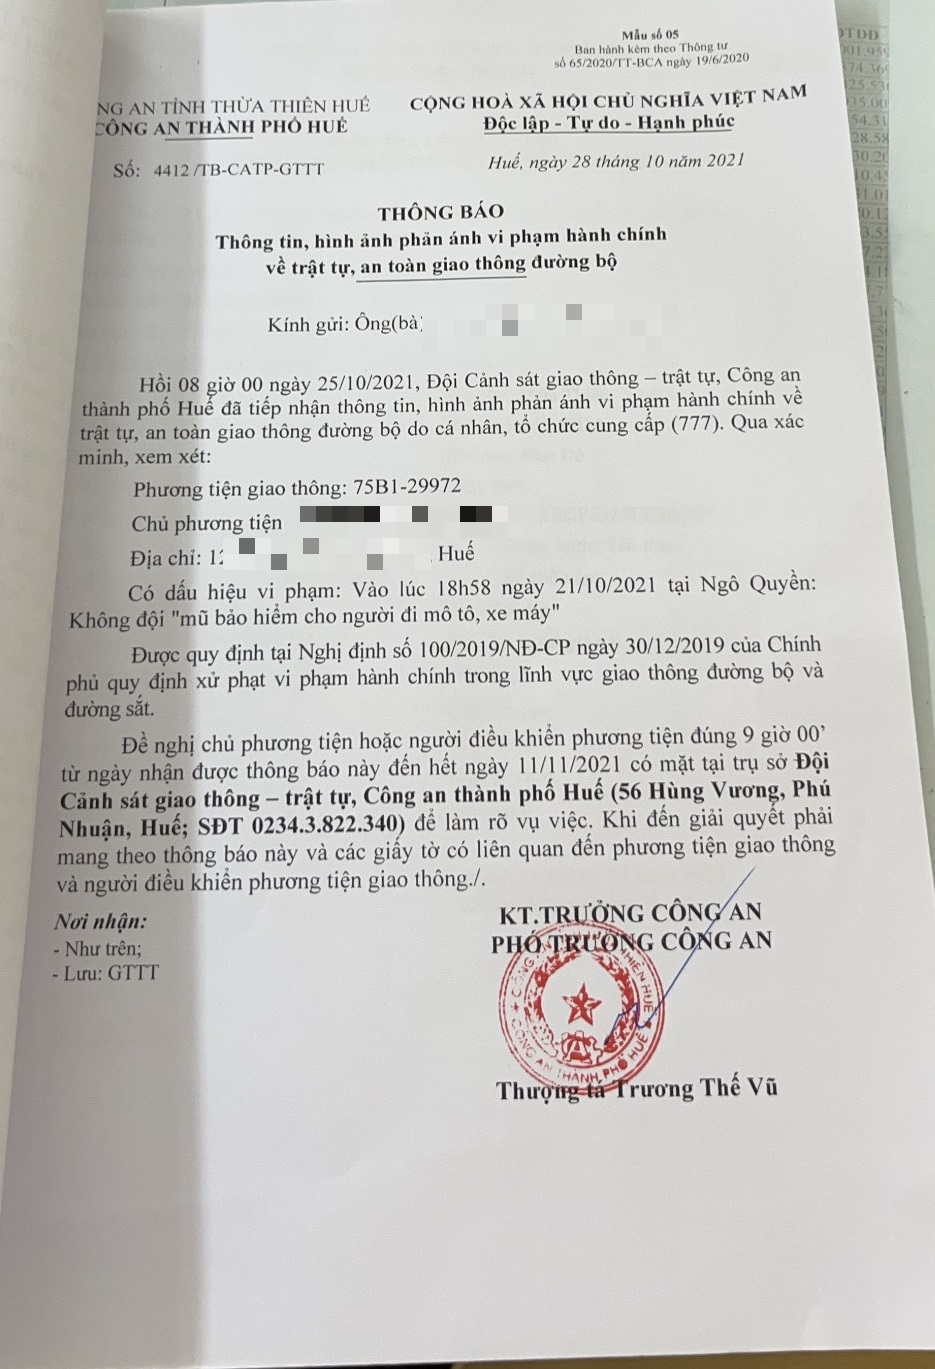 Mẫu số 05
Ban hành kèm theo Thông tư
số 65/2020/TT-BCA ngày 19/6/2020
NG AN TỈNH THỪA THIÊN HUẾ
CÔNG AN THÀNH PHỐ HUẾ
CỘNG HOÀ XÃ HỘI CHỦ NGHĨA VIỆT NAM
Độc lập - Tự do - Hạnh phúc
Số: 4412 /TB-CATP-GTTT
Huế, ngày 28 tháng 10 năm 2021
THÔNG BÁO
Thông tin, hình ảnh phản ánh vi phạm hành chính
về trật tự, an toàn giao thông đường bộ
Kính gửi: Ông(bà)
Hồi 08 giờ 00 ngày 25/10/2021, Đội Cảnh sát giao thông – trật tự, Công an
thành phố Huế đã tiếp nhận thông tin, hình ảnh phản ánh vi phạm hành chính về
trật tự, an toàn giao thông đường bộ do cá nhân, tổ chức cung cấp (777). Qua xác
minh, xem xét:
Phương tiện giao thông: 75B1-29972
Chủ phương tiện
Địa chỉ: Huế
Có dấu hiệu vi phạm: Vào lúc 18h58 ngày 21/10/2021 tại Ngô Quyền:
Không đội "mũ bảo hiểm cho người đi mô tô, xe máy"
Được quy định tại Nghị định số 100/2019/NĐ-CP ngày 30/12/2019 của Chính
phủ quy định xử phạt vi phạm hành chính trong lĩnh vực giao thông đường bộ và
đường sắt.
Đề nghị chủ phương tiện hoặc người điều khiển phương tiện đúng 9 giờ 00’
từ ngày nhận được thông báo này đến hết ngày 11/11/2021 có mặt tại trụ sở Đội
Cảnh sát giao thông – trật tự, Công an thành phố Huế (56 Hùng Vương, Phú
Nhuận, Huế; SĐT 0234.3.822.340) để làm rõ vụ việc. Khi đến giải quyết phải
mang theo thông báo này và các giấy tờ có liên quan đến phương tiện giao thông
và người điều khiển phương tiện giao thông./.
Nơi nhận:
- Như trên;
- Lưu: GTTT
KT.TRƯỞNG CÔNG AN
PHÓ TRƯỞNG CÔNG AN
CÔNG AN THÀNH PHỐ HUẾ
Thượng tá Trương Thế Vũ